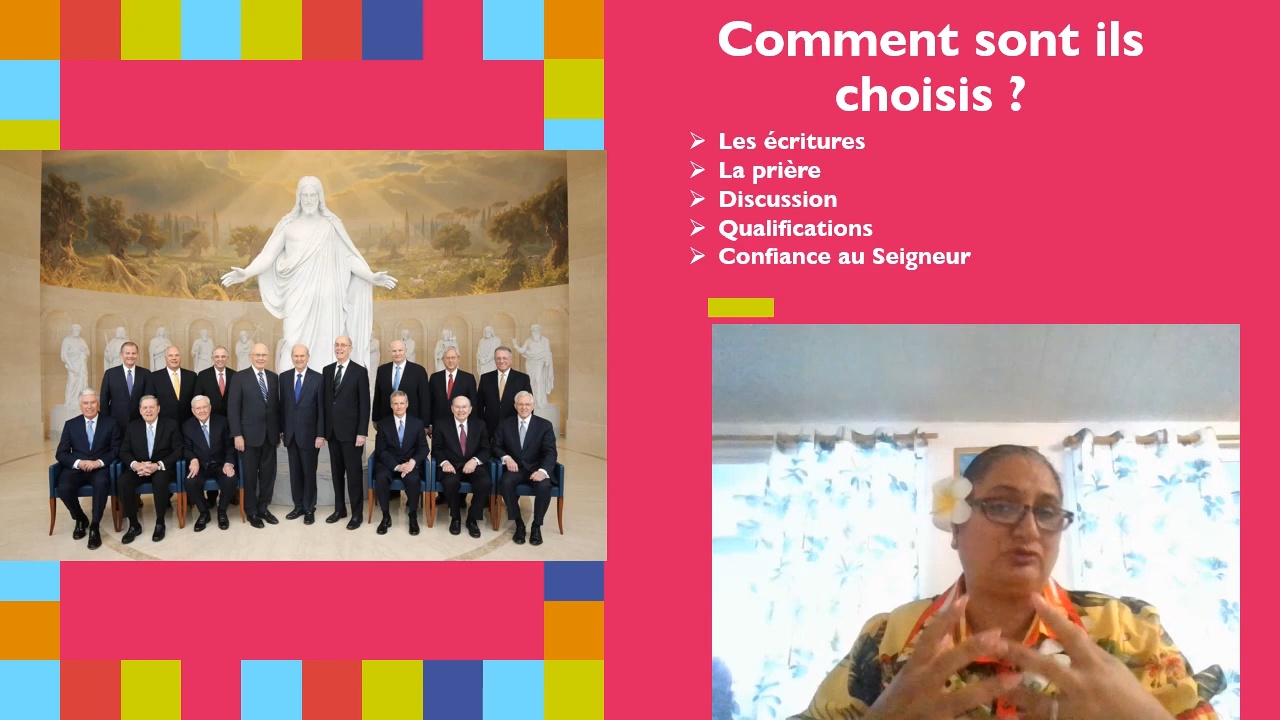 Comment sont ils
choisis ?
➢ Les écritures
➢ La prière
➢ Discussion
➢ Qualifications
➢ Confiance au Seigneur